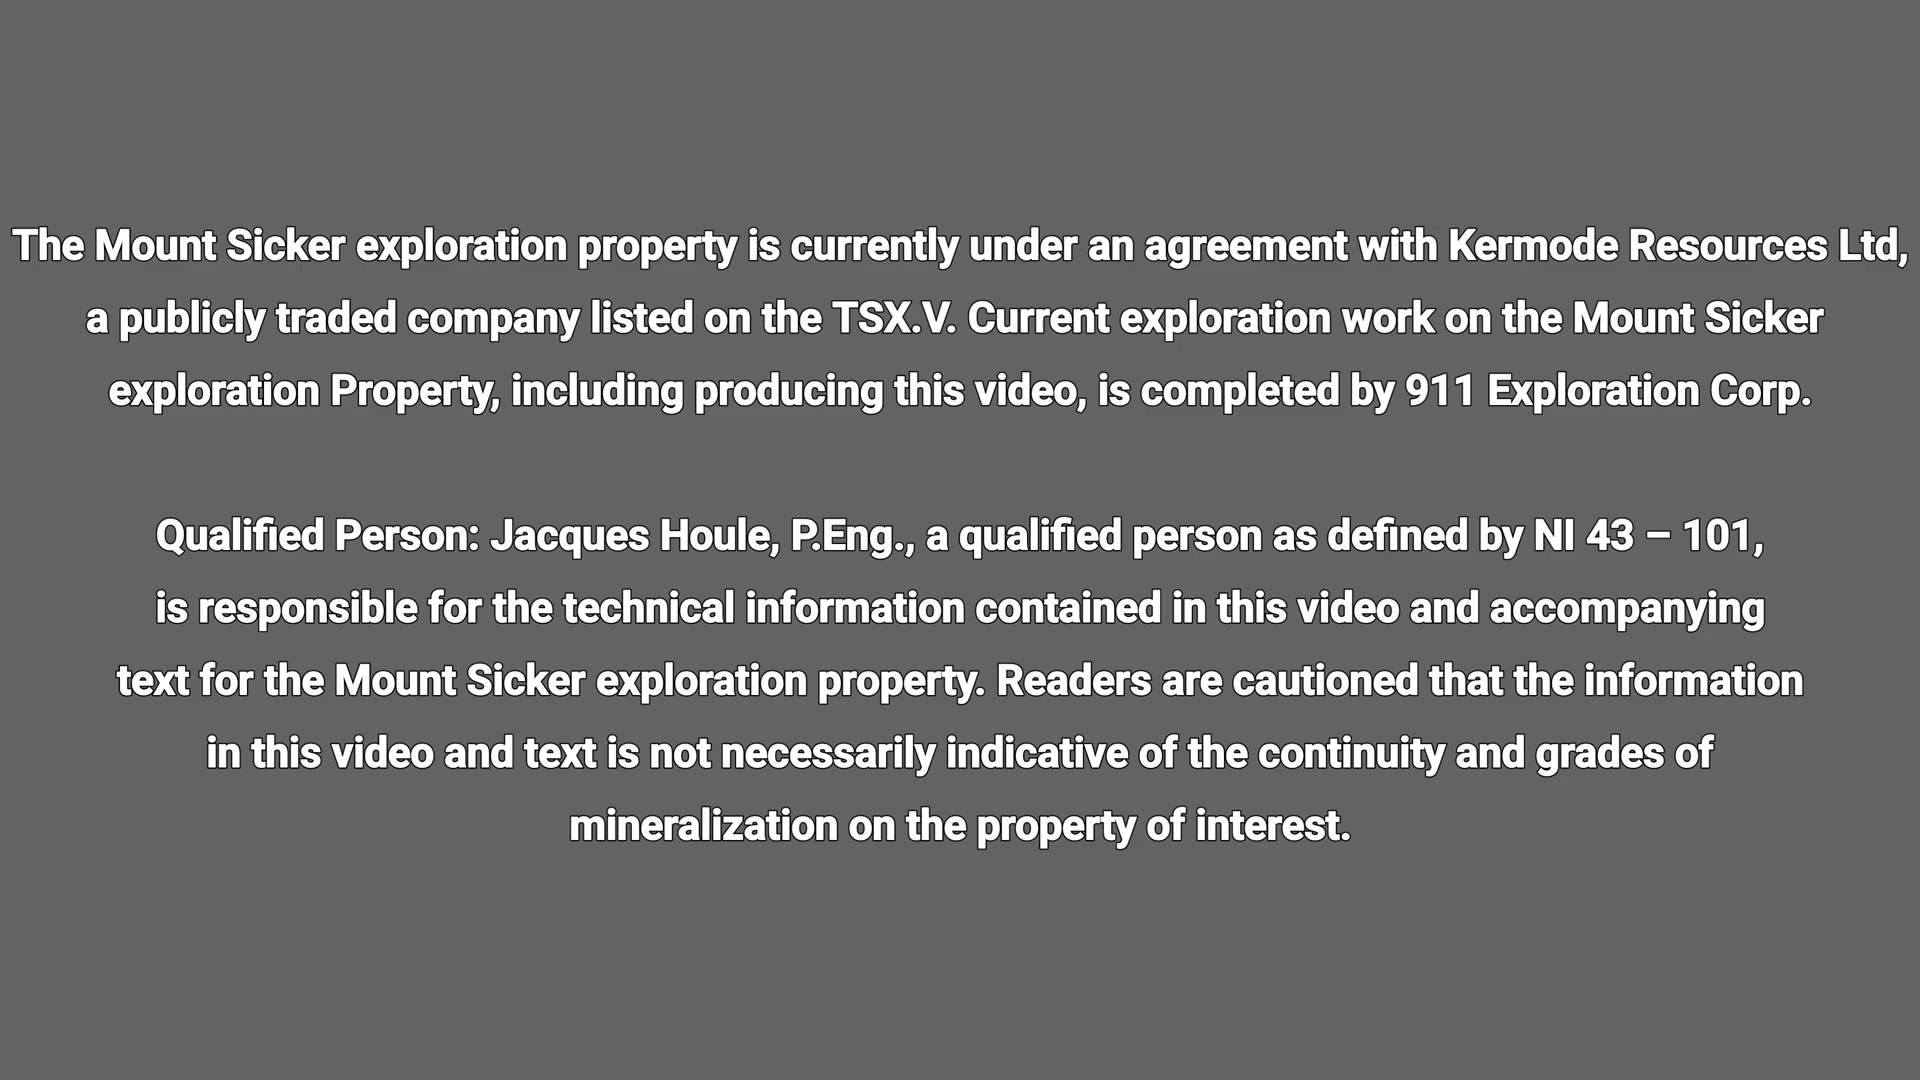 The Mount Sicker exploration property is currently under an agreement with Kermode Resources Ltd,
a publicly traded company listed on the TSX.V. Current exploration work on the Mount Sicker
exploration Property, including producing this video, is completed by 911 Exploration Corp.
Qualified Person: Jacques Houle, P.Eng., a qualified person as defined by NI 43 – 101,
is responsible for the technical information contained in this video and accompanying
text for the Mount Sicker exploration property. Readers are cautioned that the information
in this video and text is not necessarily indicative of the continuity and grades of
mineralization on the property of interest.